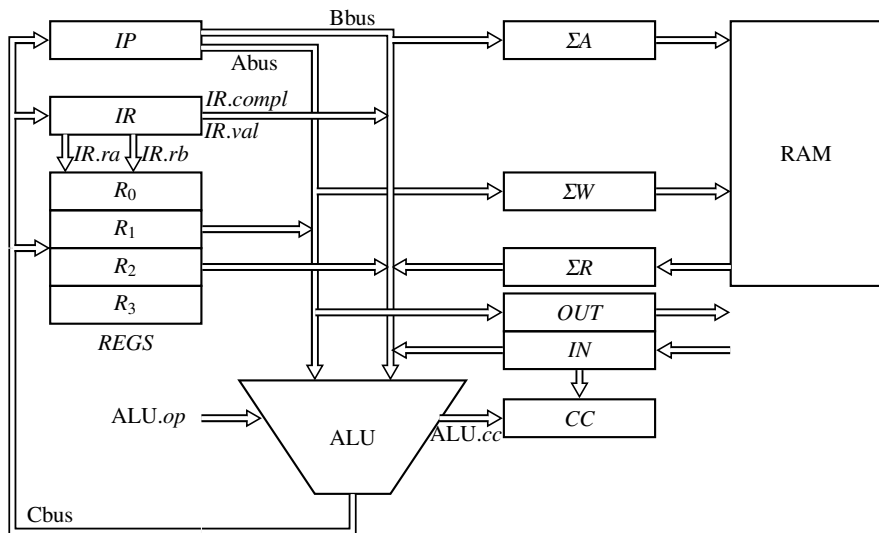 Bbus
IP
ΣA
Abus
IR.compl
IR
IR.val
IR.ra
IR.rb
RAM
R0
ΣW
R1
R2
ΣR
R3
OUT
REGS
IN
ALU.op
ALU
CC
ALU.cc
Cbus